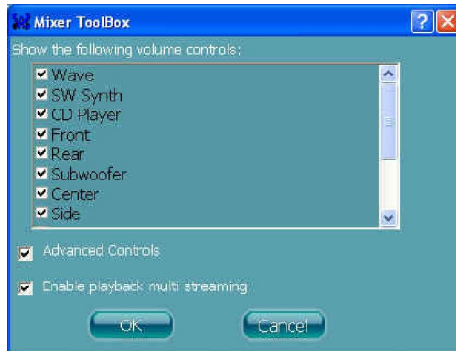 Mixer ToolBox
Show the following volume controls:
Wave
SW Synth
CD Player
Front
Rear
Subwoofer
Center
Side
Advanced Controls
Enable playback multi streaming
OK Cancel